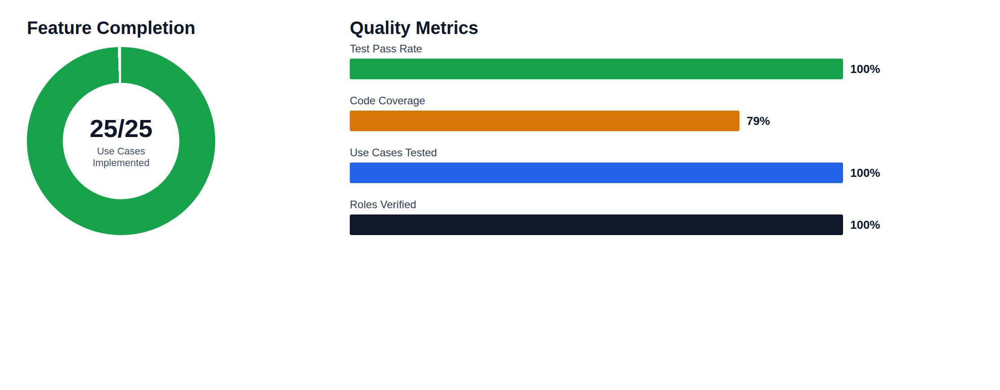 Feature Completion
25/25
Use Cases
Implemented
Quality Metrics
Test Pass Rate
100%
Code Coverage
79%
Use Cases Tested
100%
Roles Verified
100%